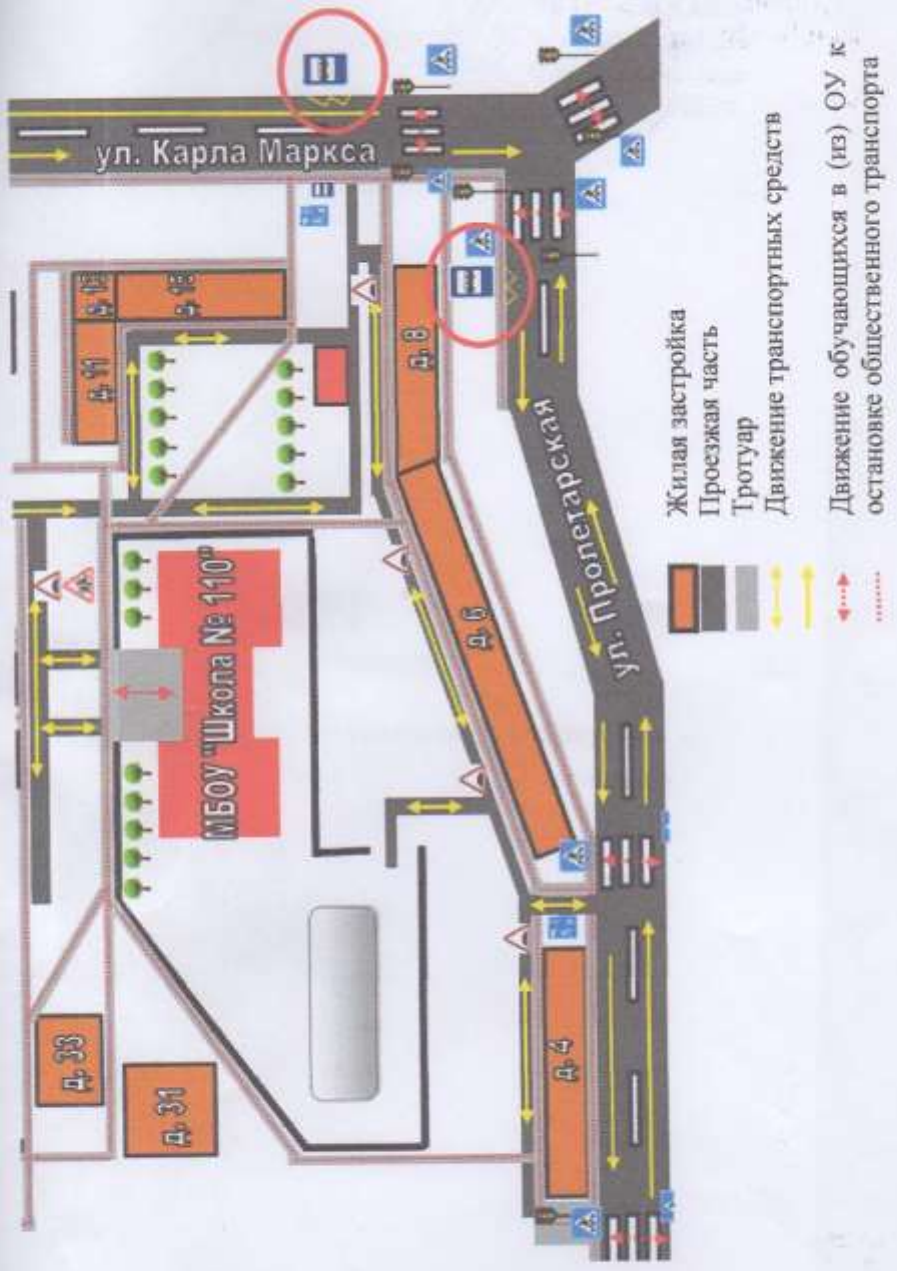 ул. Карла Маркса
д. 11
д. 13
д. 8
МБОУ "Школа № 110"
д. 6
ул. Пролетарская
д. 33
д. 31
д. 4
Жилая застройка
Проезжая часть
Тротуар
Движение транспортных средств
Движение обучающихся в (из) ОУ к
остановке общественного транспорта